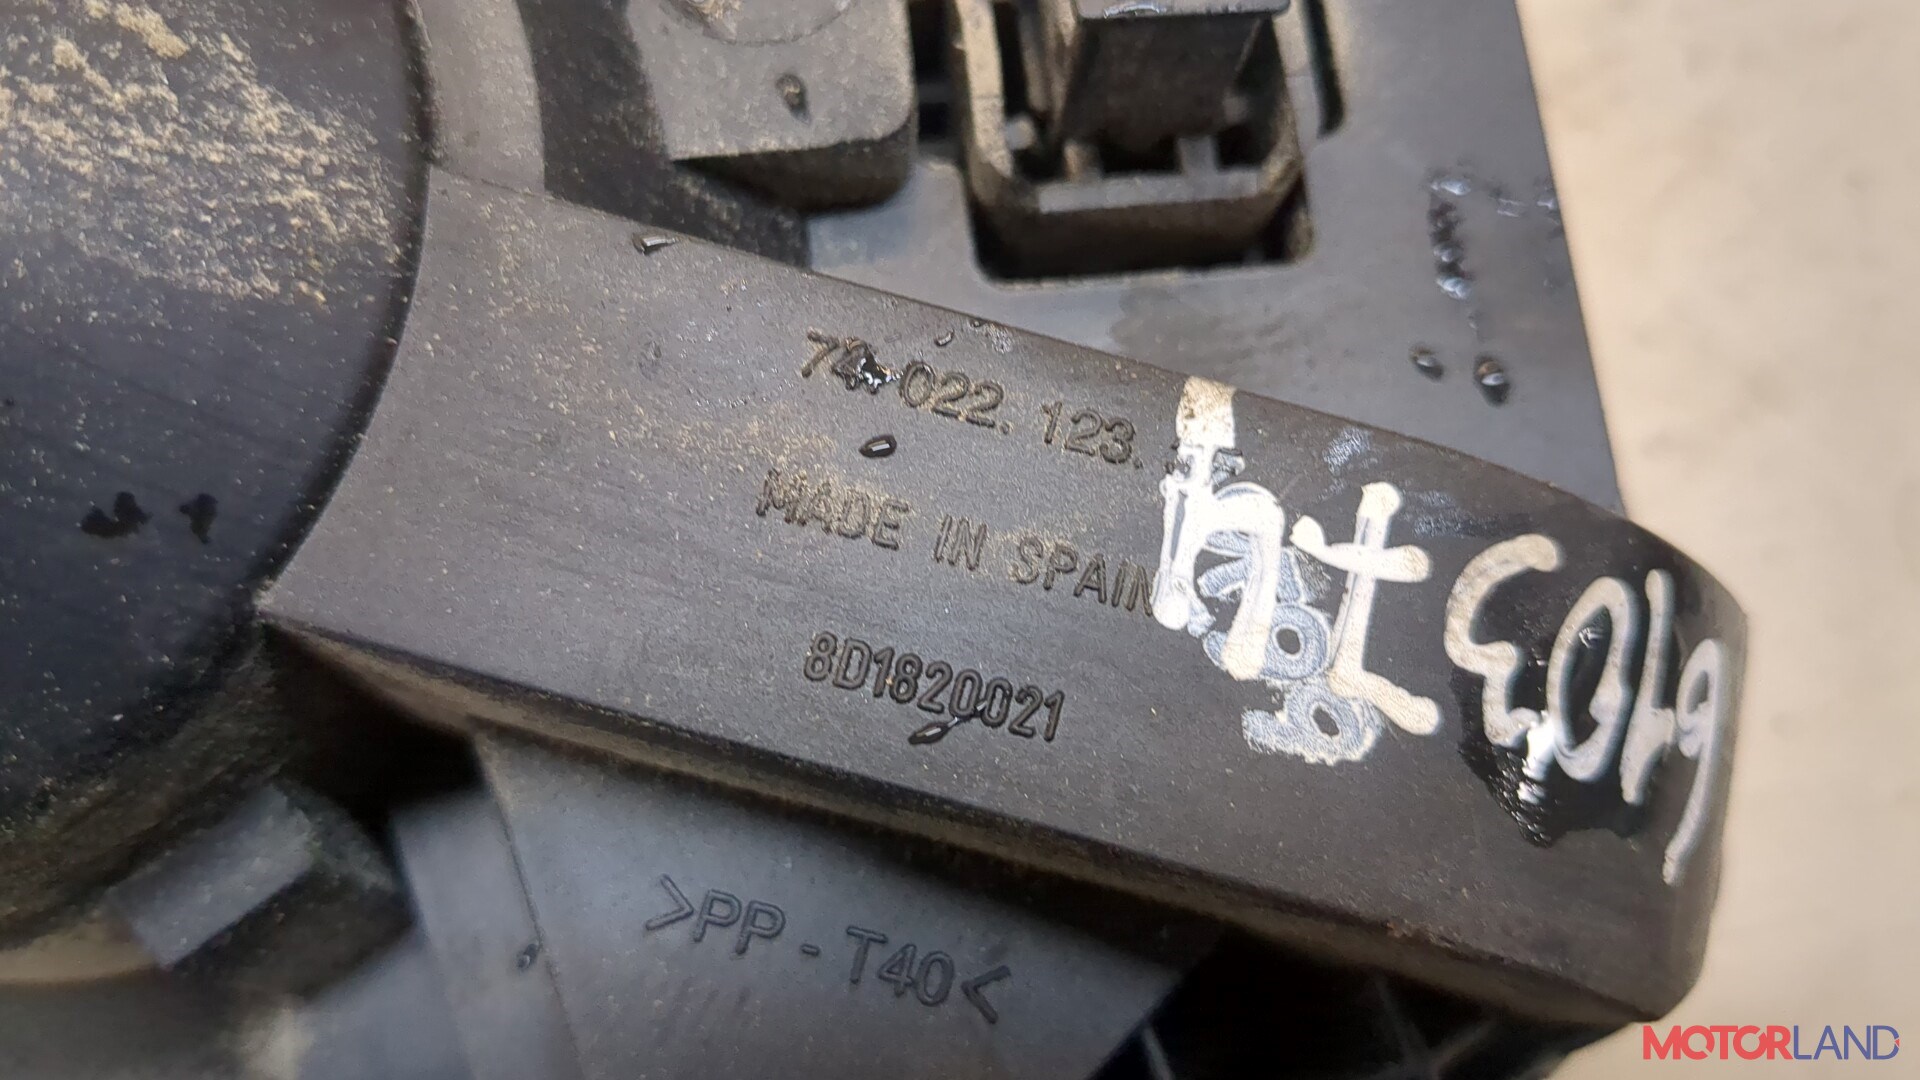 74.022.123.
MADE IN SPAIN
8D1820021
>PP-T40<
MOTORLAND